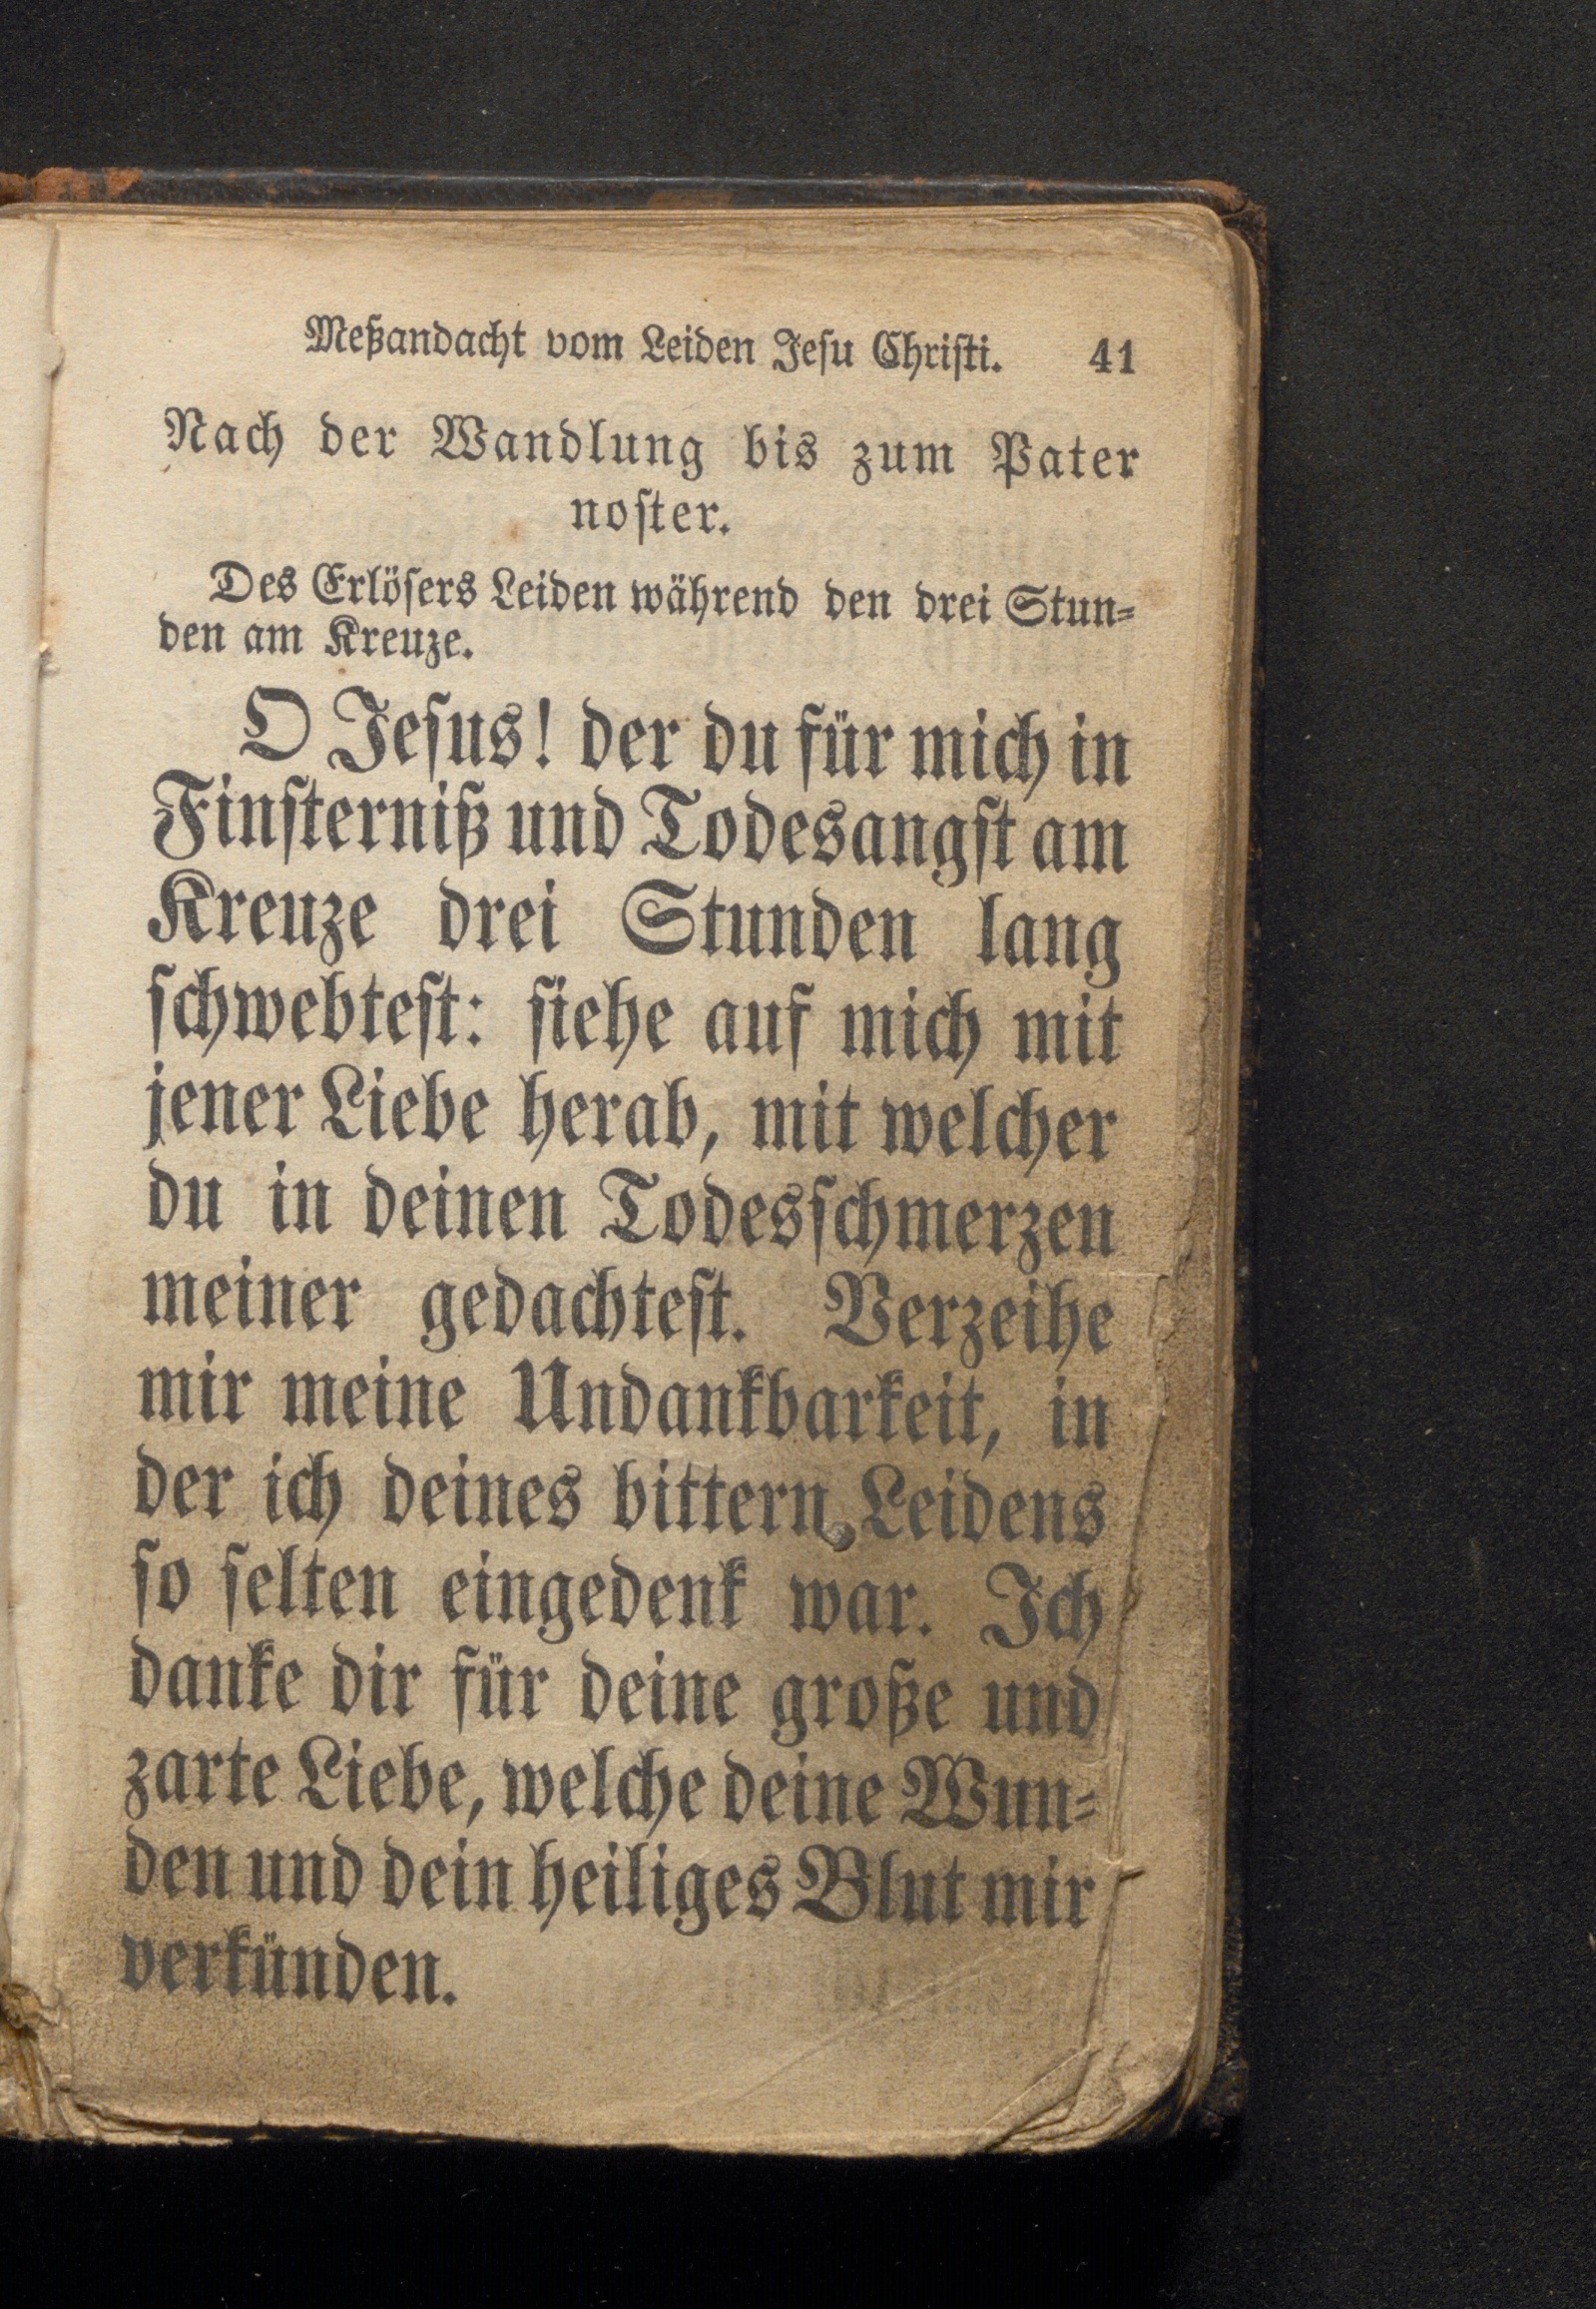 Meßandacht vom Leiden Jesu Christi. 41
Nach der Wandlung bis zum Pater
noster.
Des Erlösers Leiden während den drei Stun-
den am Kreuze.
O Jesus! der du für mich in
Finsterniß und Todesangst am
Kreuze drei Stunden lang
schwebtest: siehe auf mich mit
jener Liebe herab, mit welcher
du in deinen Todesschmerzen
meiner gedachtest. Verzeihe
mir meine Undankbarkeit, in
der ich deines bittern Leidens
so selten eingedenk war. Ich
danke dir für deine große und
zarte Liebe, welche deine Wun-
den und dein heiliges Blut mir
verkünden.